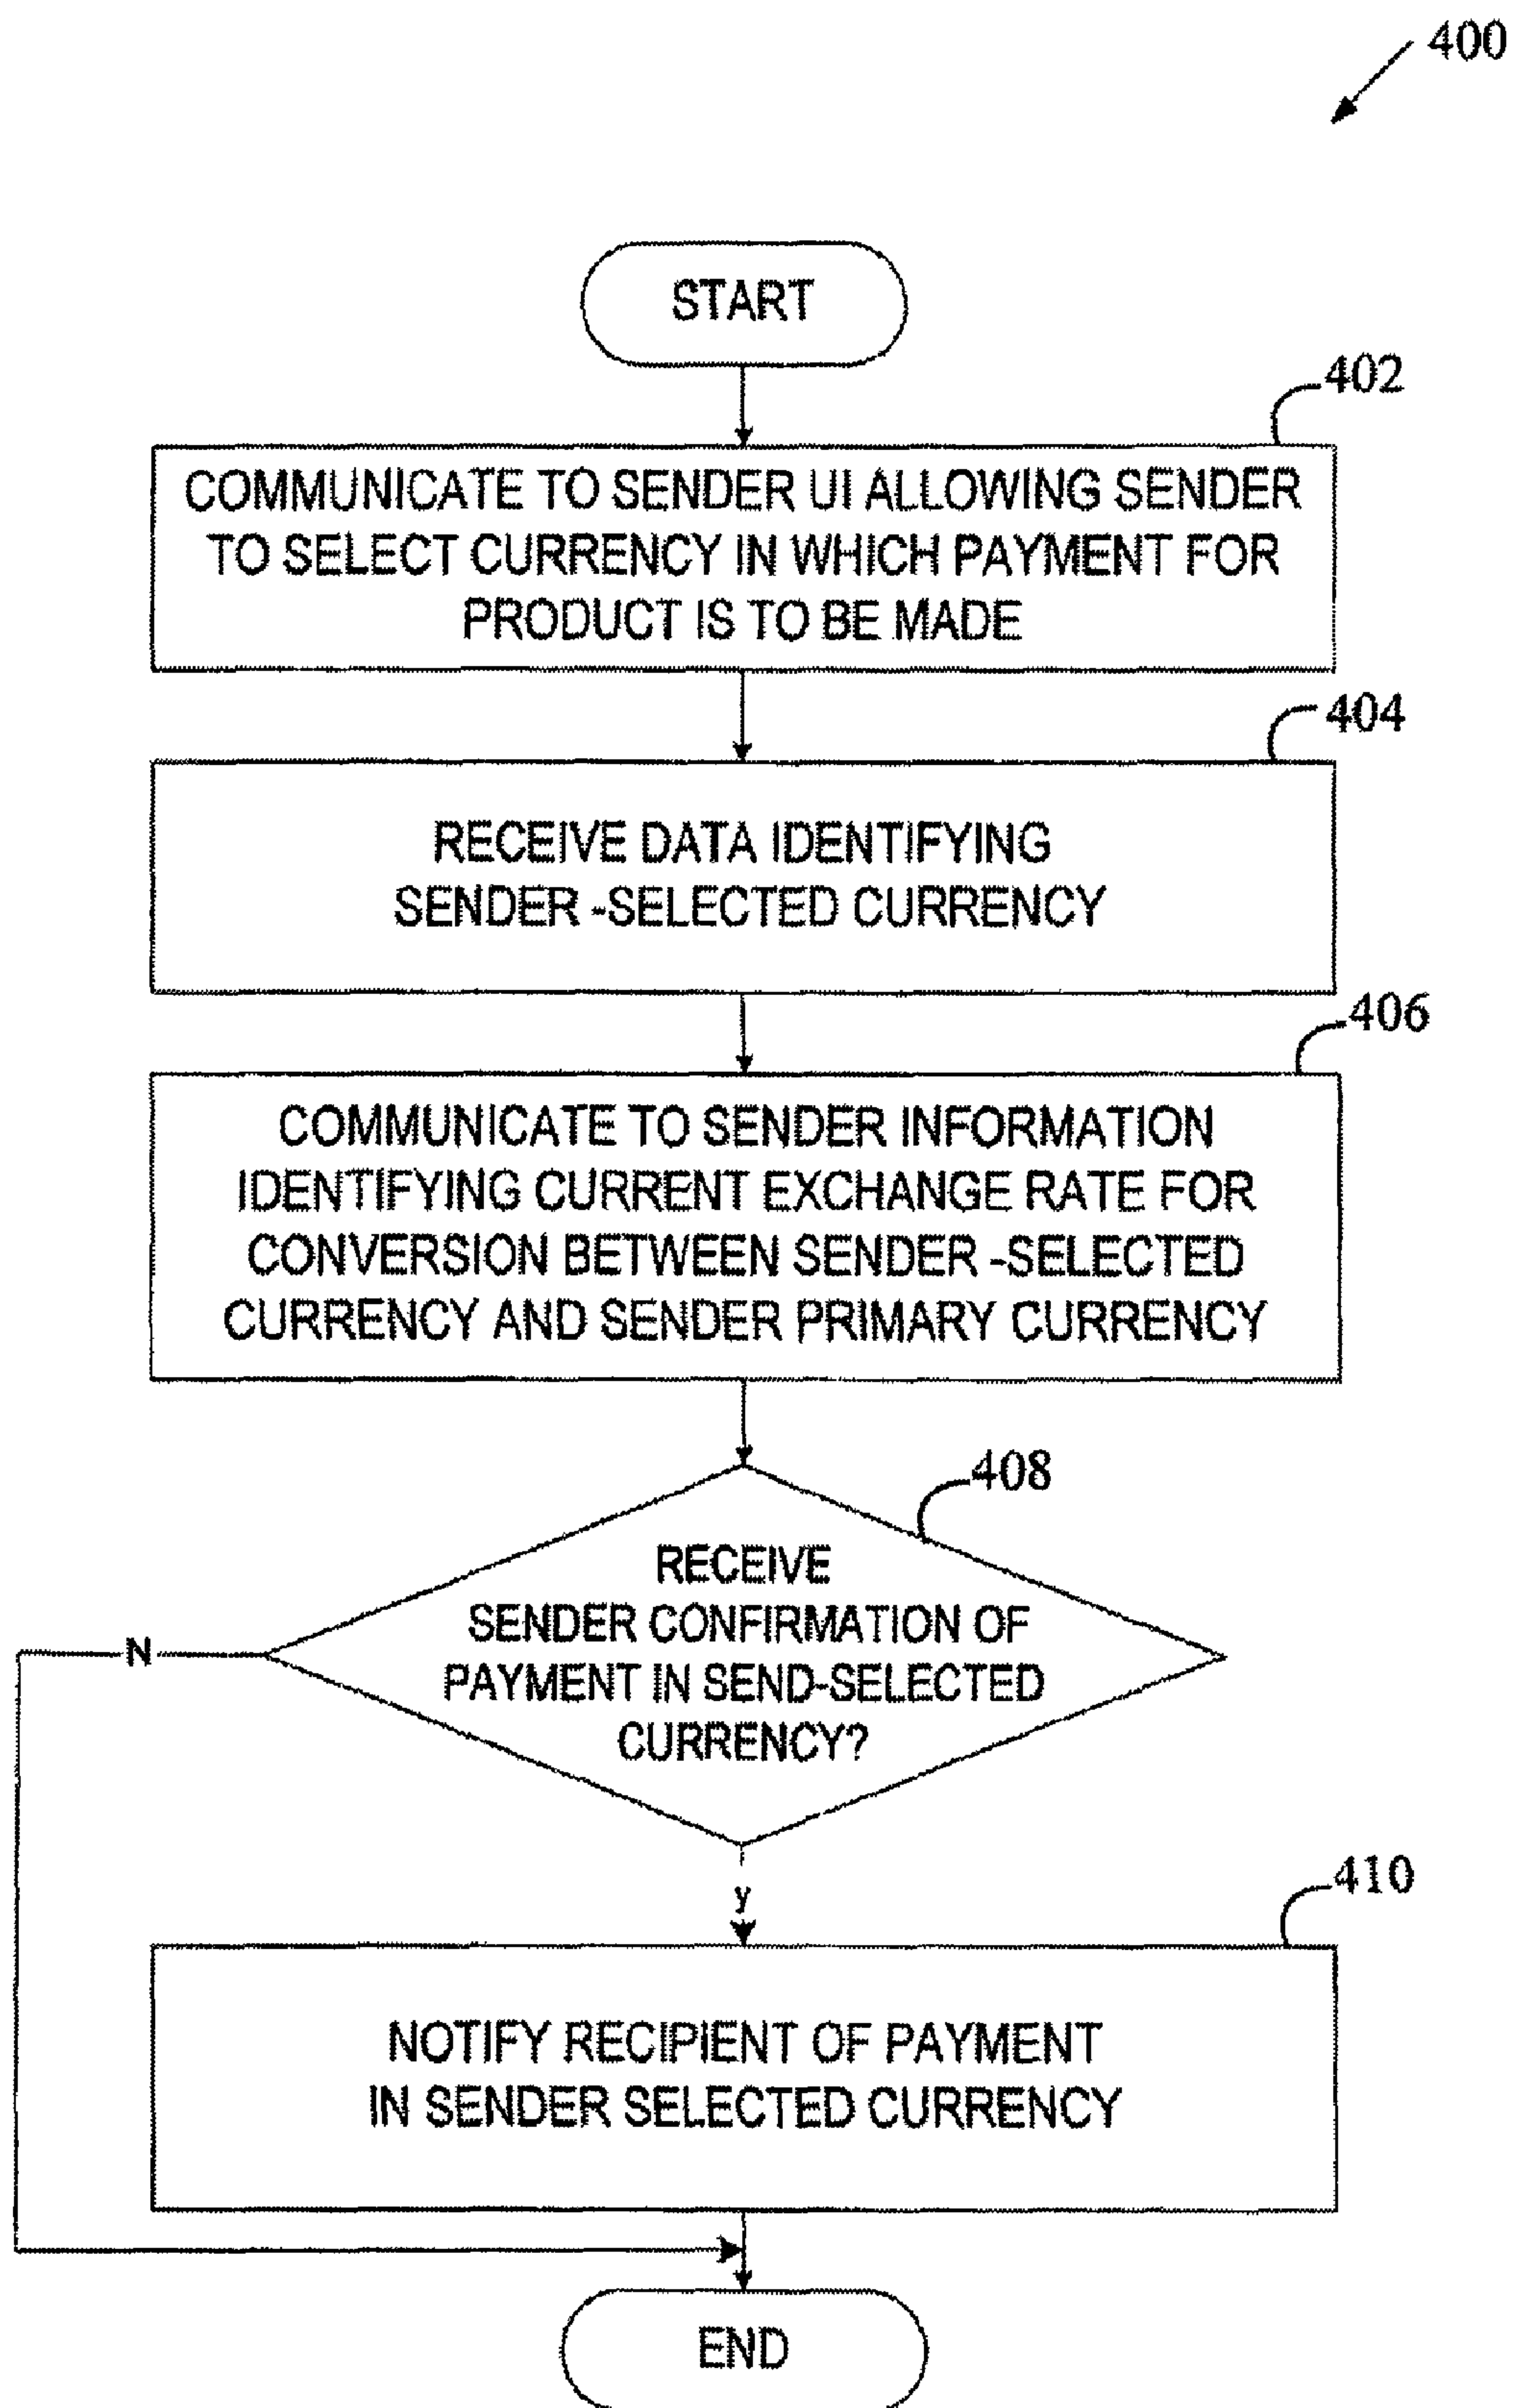 400
START
402
COMMUNICATE TO SENDER UI ALLOWING SENDER
TO SELECT CURRENCY IN WHICH PAYMENT FOR
PRODUCT IS TO BE MADE
404
RECEIVE DATA IDENTIFYING
SENDER -SELECTED CURRENCY
406
COMMUNICATE TO SENDER INFORMATION
IDENTIFYING CURRENT EXCHANGE RATE FOR
CONVERSION BETWEEN SENDER -SELECTED
CURRENCY AND SENDER PRIMARY CURRENCY
408
RECEIVE
SENDER CONFIRMATION OF
PAYMENT IN SEND-SELECTED
CURRENCY?
N
y
410
NOTIFY RECIPIENT OF PAYMENT
IN SENDER SELECTED CURRENCY
END